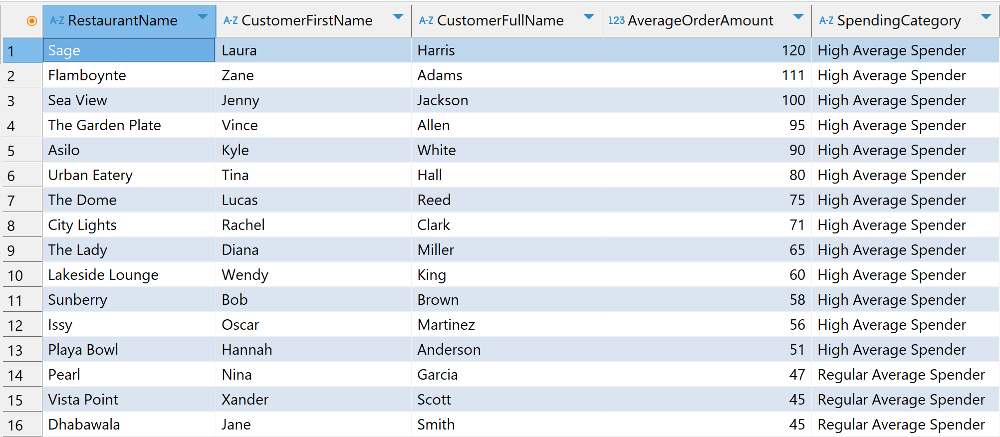 A-Z RestaurantName A-Z CustomerFirstName A-Z CustomerFullName 123 AverageOrderAmount A-Z SpendingCategory
1 Sage Laura Harris 120 High Average Spender
2 Flamboynte Zane Adams 111 High Average Spender
3 Sea View Jenny Jackson 100 High Average Spender
4 The Garden Plate Vince Allen 95 High Average Spender
5 Asilo Kyle White 90 High Average Spender
6 Urban Eatery Tina Hall 80 High Average Spender
7 The Dome Lucas Reed 75 High Average Spender
8 City Lights Rachel Clark 71 High Average Spender
9 The Lady Diana Miller 65 High Average Spender
10 Lakeside Lounge Wendy King 60 High Average Spender
11 Sunberry Bob Brown 58 High Average Spender
12 Issy Oscar Martinez 56 High Average Spender
13 Playa Bowl Hannah Anderson 51 High Average Spender
14 Pearl Nina Garcia 47 Regular Average Spender
15 Vista Point Xander Scott 45 Regular Average Spender
16 Dhabawala Jane Smith 45 Regular Average Spender